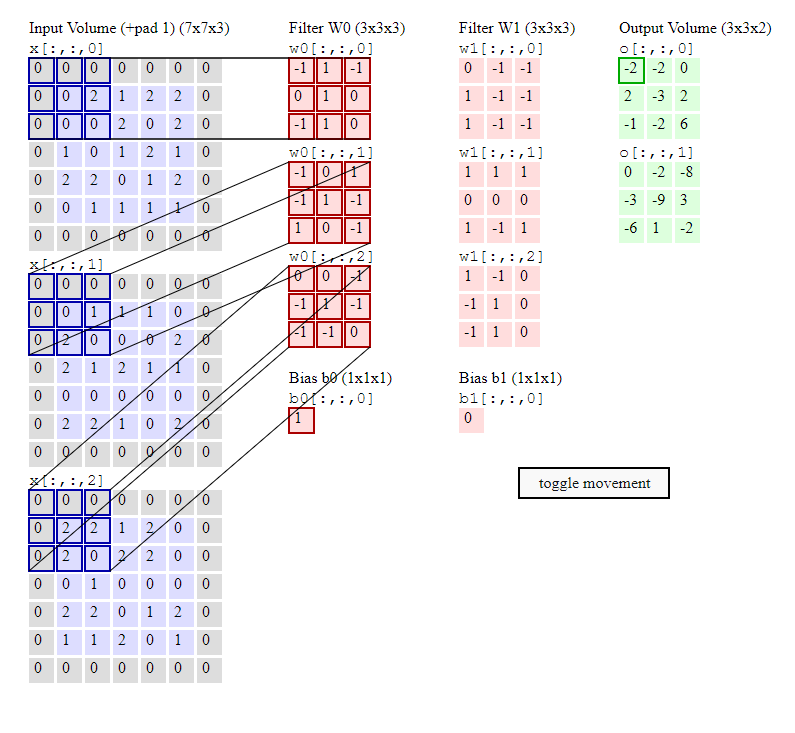 Input Volume (+pad 1) (7x7x3)
x[:,:,0]
0 0 0 0 0 0 0
0 0 2 1 2 2 0
0 0 0 2 0 2 0
0 1 0 1 2 1 0
0 2 2 0 1 2 0
0 0 1 1 1 1 0
0 0 0 0 0 0 0
x[:,:,1]
0 0 0 0 0 0 0
0 0 1 1 1 0 0
0 2 0 0 0 2 0
0 2 1 2 1 1 0
0 0 0 0 0 0 0
0 2 2 1 0 2 0
0 0 0 0 0 0 0
x[:,:,2]
0 0 0 0 0 0 0
0 2 2 1 2 0 0
0 2 0 2 2 0 0
0 0 1 0 0 0 0
0 2 2 0 1 2 0
0 1 1 2 0 1 0
0 0 0 0 0 0 0
Filter W0 (3x3x3)
w0[:,:,0]
-1 1 -1
0 1 0
-1 1 0
w0[:,:,1]
-1 0 1
-1 1 -1
1 0 -1
w0[:,:,2]
0 0 -1
-1 1 -1
-1 -1 0
Bias b0 (1x1x1)
b0[:,:,0]
1
Filter W1 (3x3x3)
w1[:,:,0]
0 -1 -1
1 -1 -1
1 -1 -1
w1[:,:,1]
1 1 1
0 0 0
1 -1 1
w1[:,:,2]
1 -1 0
-1 1 0
-1 1 0
Bias b1 (1x1x1)
b1[:,:,0]
0
Output Volume (3x3x2)
o[:,:,0]
-2 -2 0
2 -3 2
-1 -2 6
o[:,:,1]
0 -2 -8
-3 -9 3
-6 1 -2
toggle movement